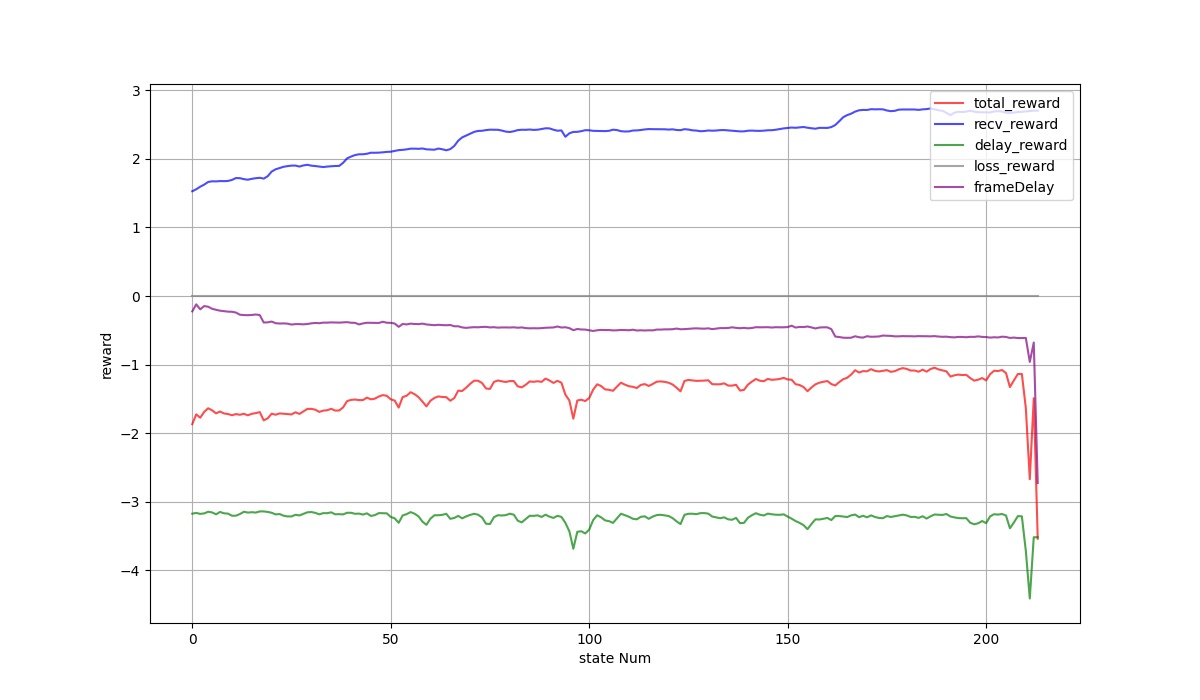 total_reward
recv_reward
delay_reward
loss_reward
frameDelay
3
2
1
0
−1
−2
−3
−4
reward
0
50
100
150
200
state Num